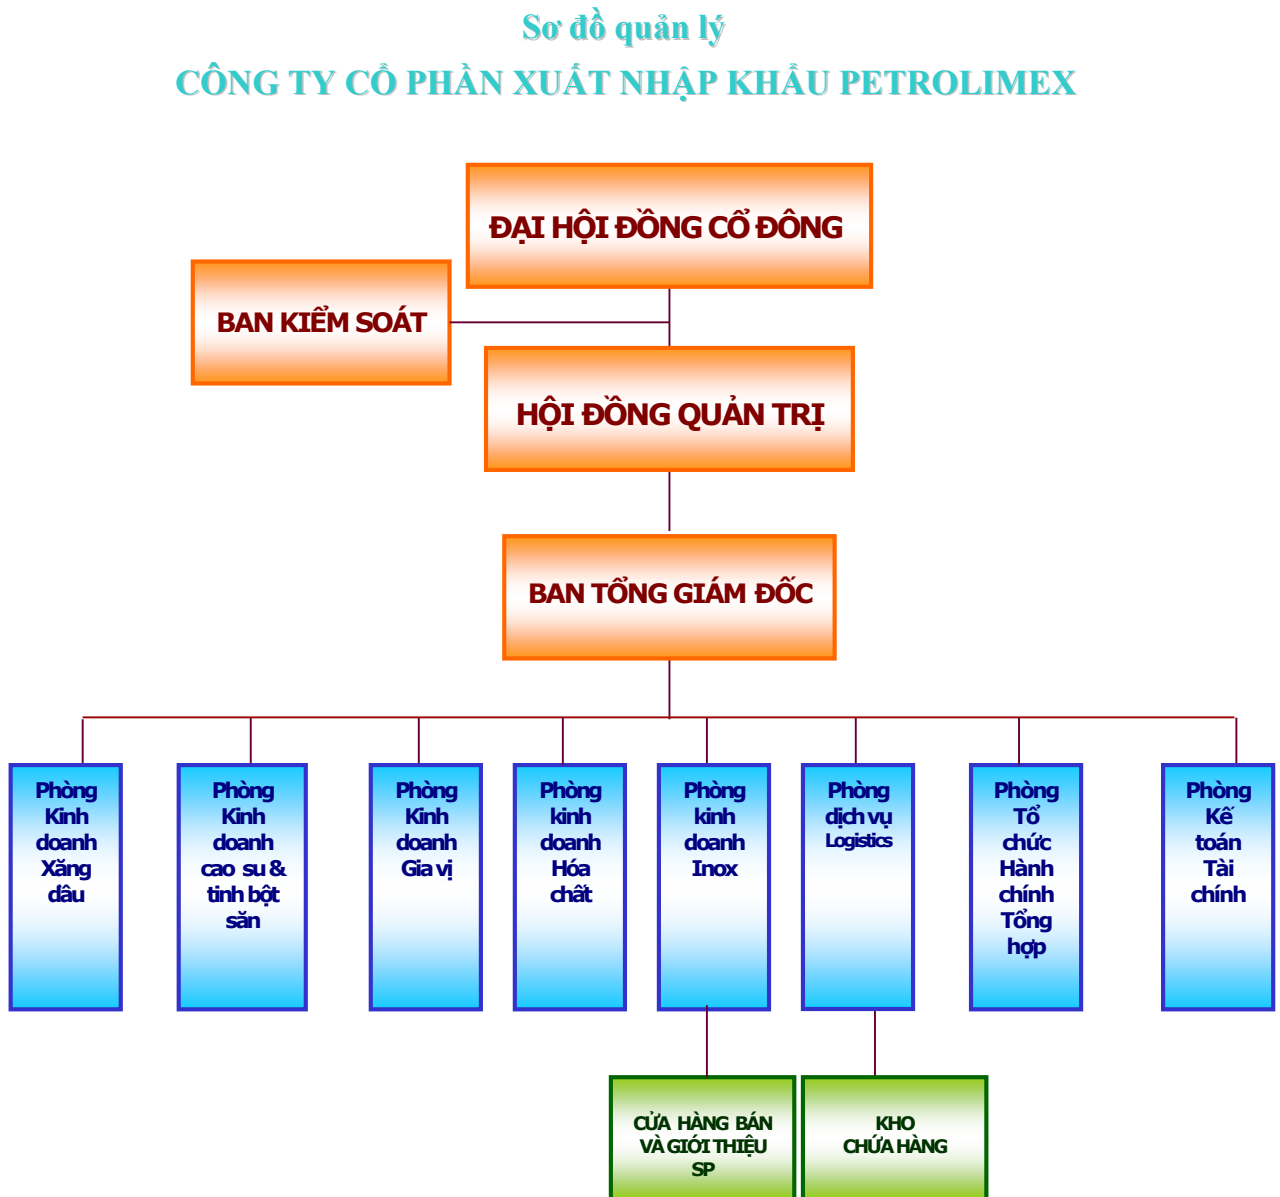 Sơ đồ quản lý
CÔNG TY CỔ PHẦN XUẤT NHẬP KHẨU PETROLIMEX
ĐẠI HỘI ĐỒNG CỔ ĐÔNG
BAN KIỂM SOÁT
HỘI ĐỒNG QUẢN TRỊ
BAN TỔNG GIÁM ĐỐC
Phòng
Kinh
doanh
Xăng
dâu
Phòng
Kinh
doanh
cao su &
tinh bột
săn
Phòng
Kinh
doanh
Gia vị
Phòng
kinh
doanh
Hóa
chất
Phòng
kinh
doanh
Inox
Phòng
dịch vụ
Logistics
Phòng
Tổ
chức
Hành
chính
Tổng
hợp
Phòng
Kế
toán
Tài
chính
CỬA HÀNG BÁN
VÀ GIỚI THIỆU
SP
KHO
CHỨA HÀNG